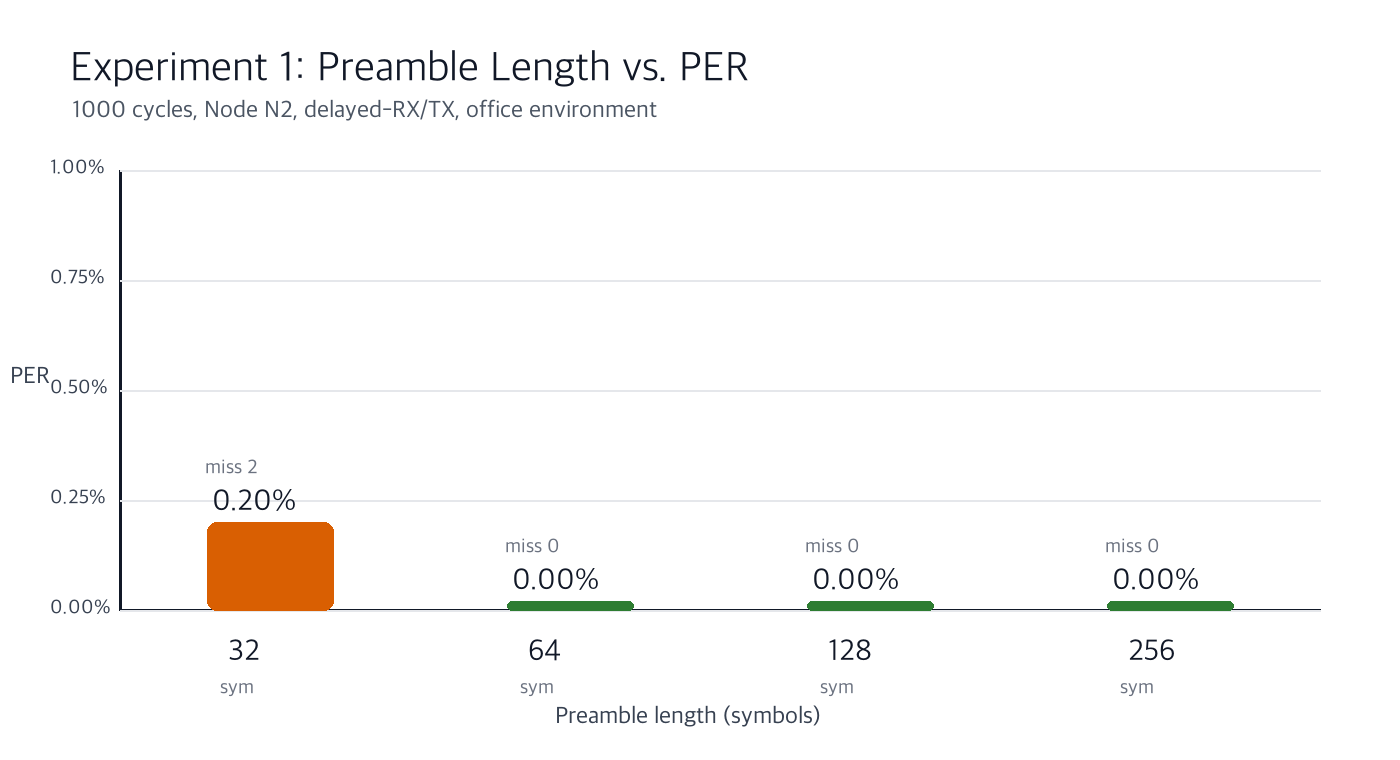 Experiment 1: Preamble Length vs. PER
1000 cycles, Node N2, delayed-RX/TX, office environment
1.00%
0.75%
PER
0.50%
miss 2
0.25%
0.20%
miss 0
miss 0
miss 0
0.00%
0.00%
0.00%
0.00%
32
64
128
256
sym
sym
sym
sym
Preamble length (symbols)